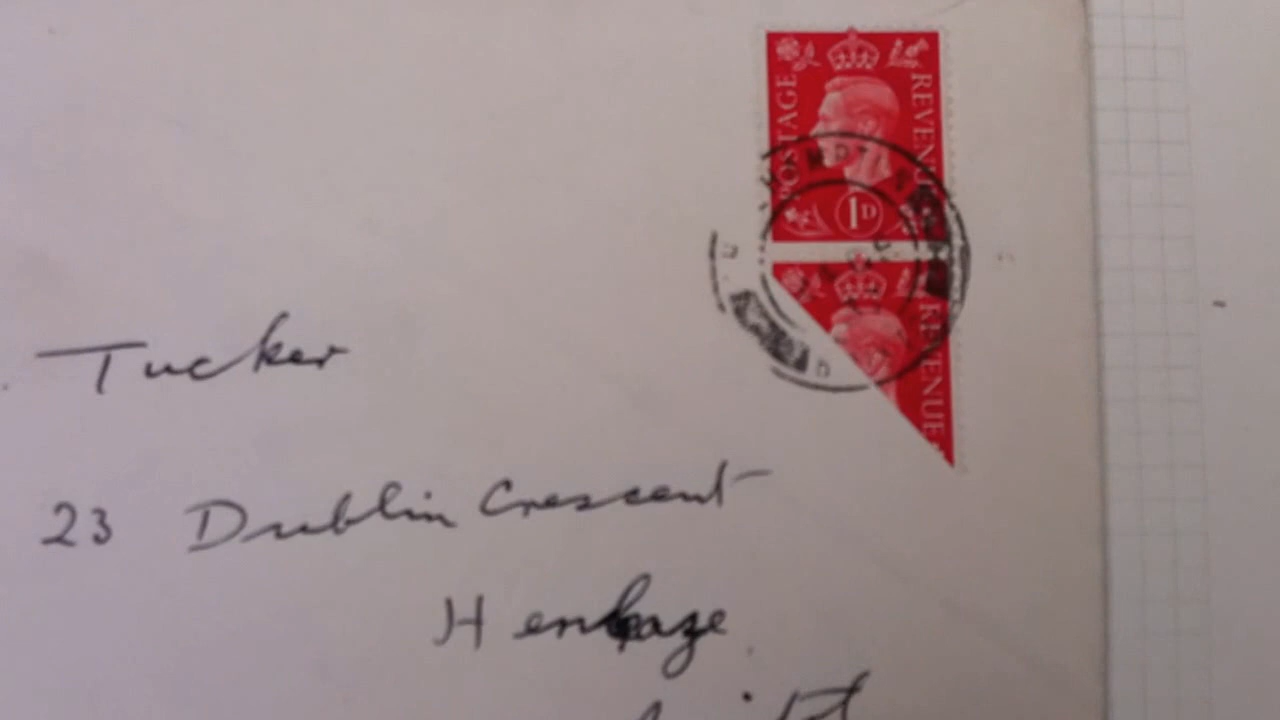 POSTAGE REVENUE
1D
REVENUE
Tucker
23 Dublin Crescent
Henleaze